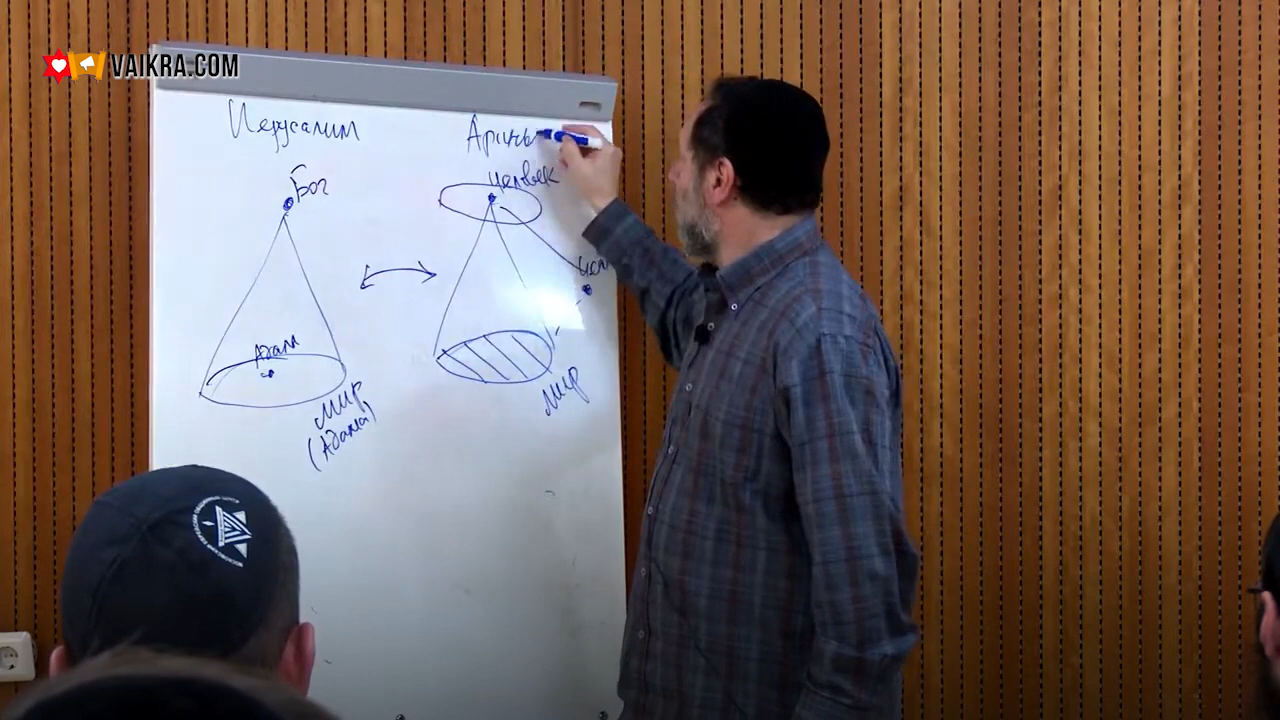 VAIKRA.COM
Иерусалим
Бог
Человек
Адам
Мир
(Адама)
Мир